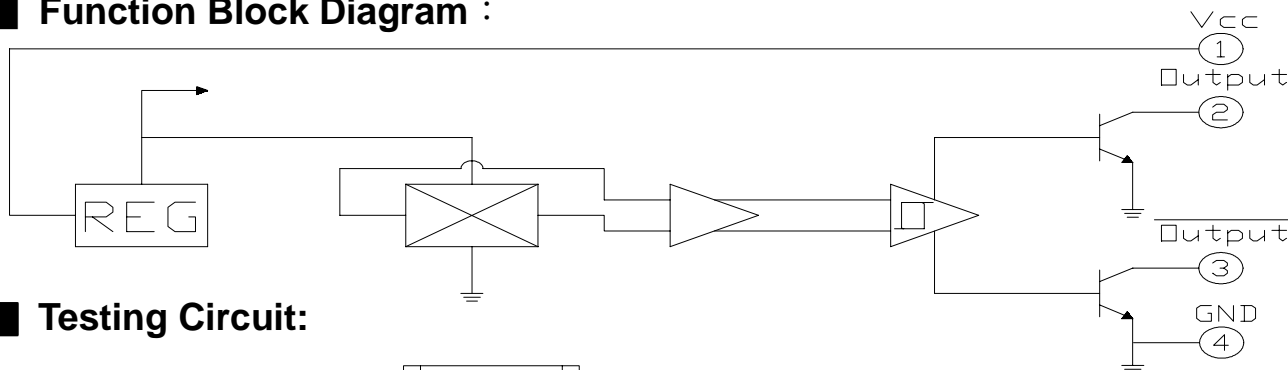 Function Block Diagram：
Vcc
1
Output
2
REG
Output
3
Testing Circuit:
GND
4